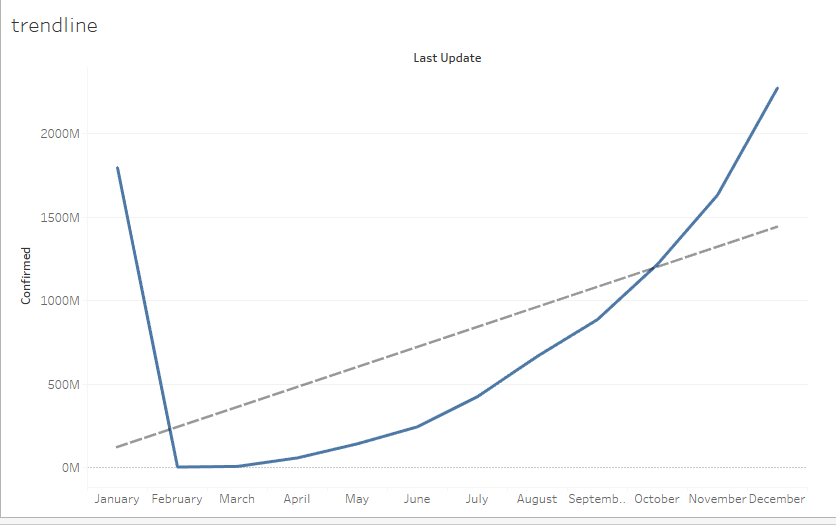 trendline
Last Update
2000M
1500M
1000M
500M
0M
Confirmed
January February March April May June July August Septemb.. October November December